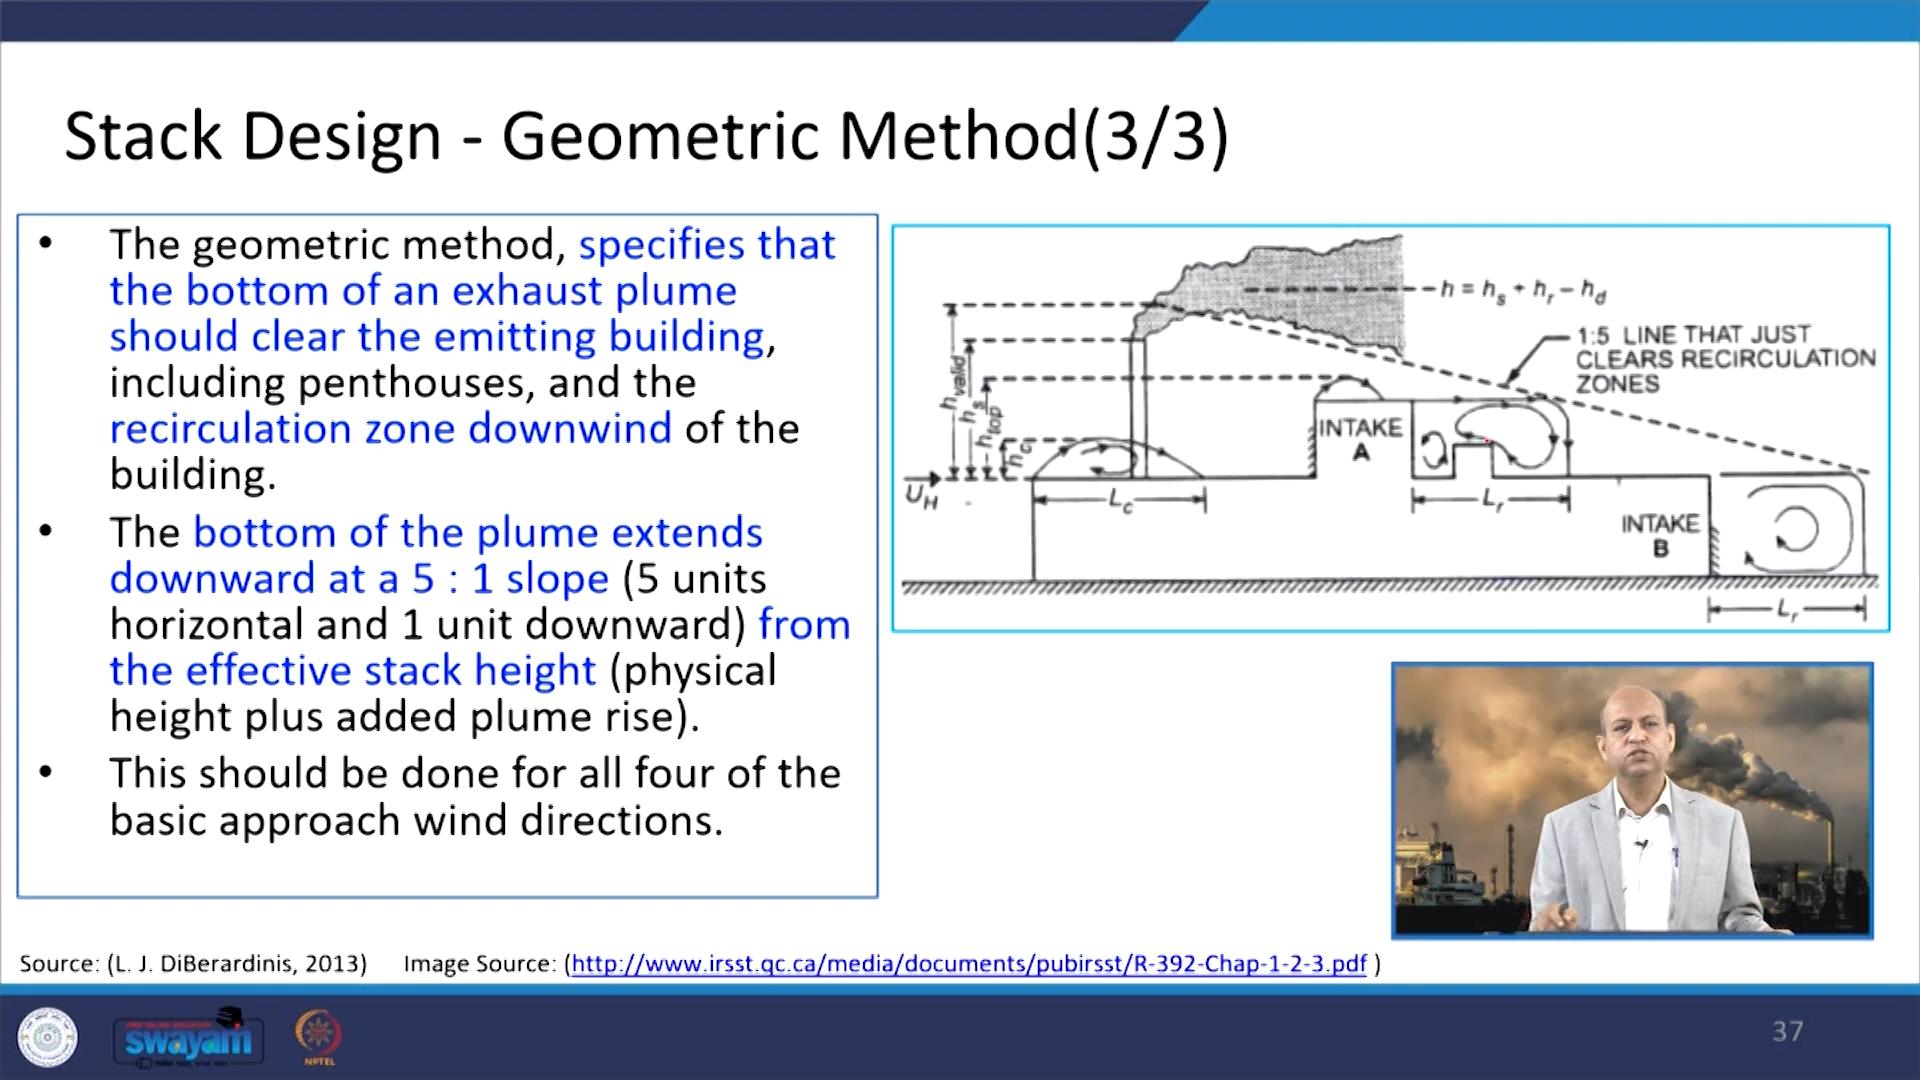 Stack Design - Geometric Method(3/3)
• The geometric method, specifies that
the bottom of an exhaust plume
should clear the emitting building,
including penthouses, and the
recirculation zone downwind of the
building.
• The bottom of the plume extends
downward at a 5 : 1 slope (5 units
horizontal and 1 unit downward) from
the effective stack height (physical
height plus added plume rise).
• This should be done for all four of the
basic approach wind directions.
h = hs + hr – hd
1:5 LINE THAT JUST
CLEARS RECIRCULATION
ZONES
hvalid
hs
htop
hc
UH
Lc
INTAKE
A
Lr
INTAKE
B
Lr
Source: (L. J. DiBerardinis, 2013) Image Source: (http://www.irsst.qc.ca/media/documents/pubirsst/R-392-Chap-1-2-3.pdf )
swayam
NPTEL
37